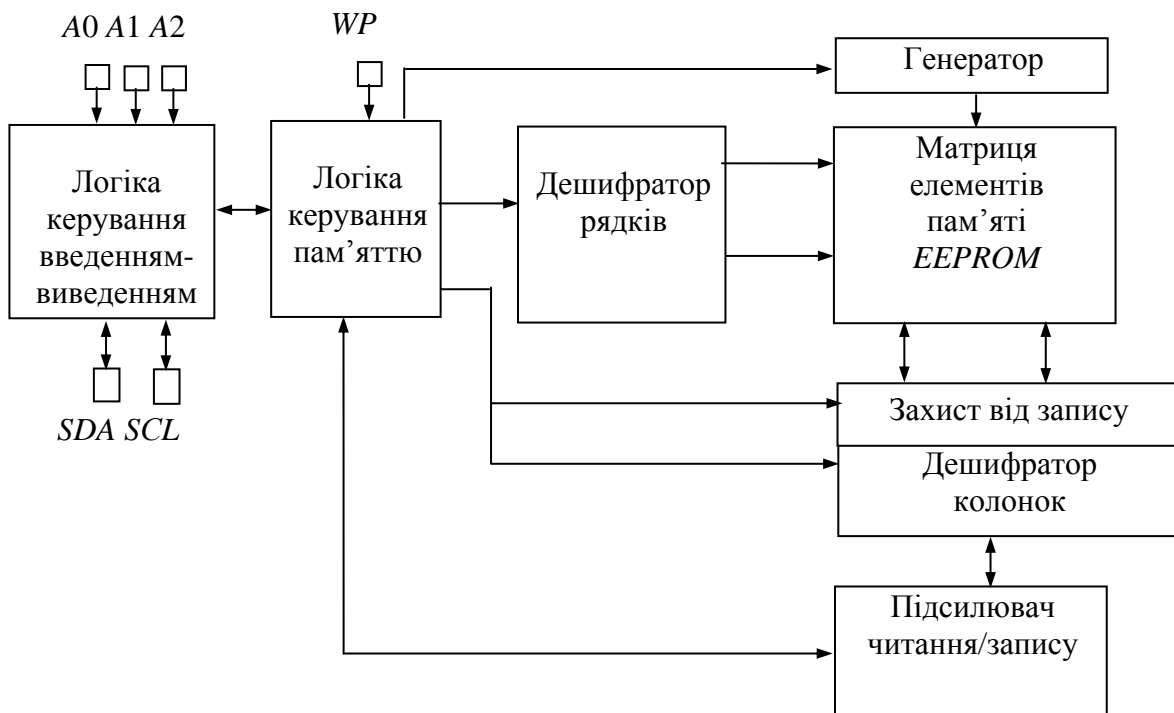 A0 A1 A2
WP
Генератор
Логіка
керування
введенням-
виведенням
Логіка
керування
пам’яттю
Дешифратор
рядків
Матриця
елементів
пам’яті
EEPROM
SDA SCL
Захист від запису
Дешифратор
колонок
Підсилювач
читання/запису